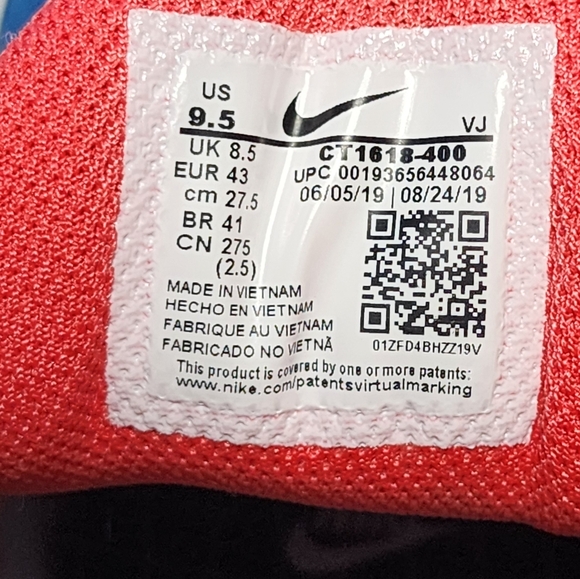 US
9.5
VJ
UK 8.5
CT1618-400
EUR 43
UPC 00193656448064
cm 27.5
06/05/19 | 08/24/19
BR 41
CN 275
(2.5)
MADE IN VIETNAM
HECHO EN VIETNAM
FABRIQUE AU VIETNAM
FABRICADO NO VIETNÃ
01ZFD4BHZZ19V
This product is covered by one or more patents:
www.nike.com/patentsvirtualmarking